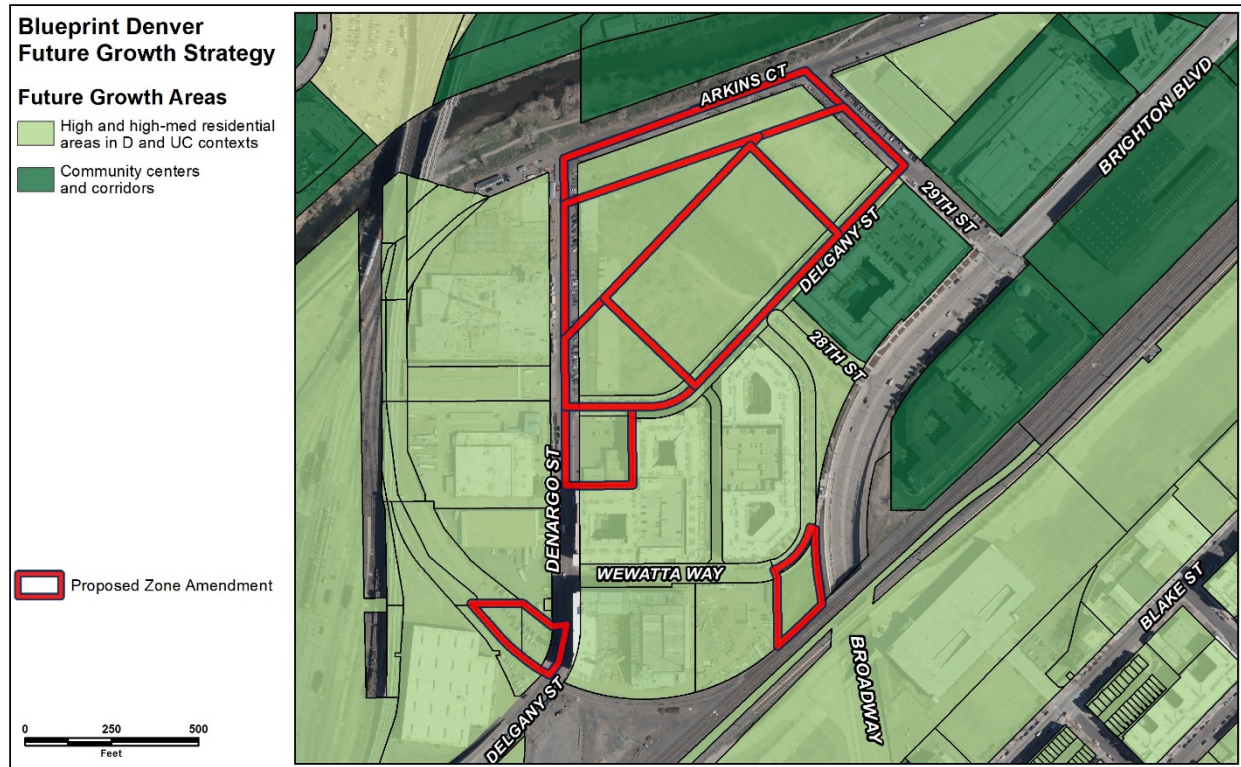 Blueprint Denver
Future Growth Strategy
Future Growth Areas
High and high-med residential
areas in D and UC contexts
Community centers
and corridors
Proposed Zone Amendment
0 250 500
Feet
ARKINS CT
BRIGHTON BLVD
29TH ST
DELGANY ST
28TH ST
DENARGO ST
WEWATTA WAY
BLAKE ST
BROADWAY
DELGANY ST